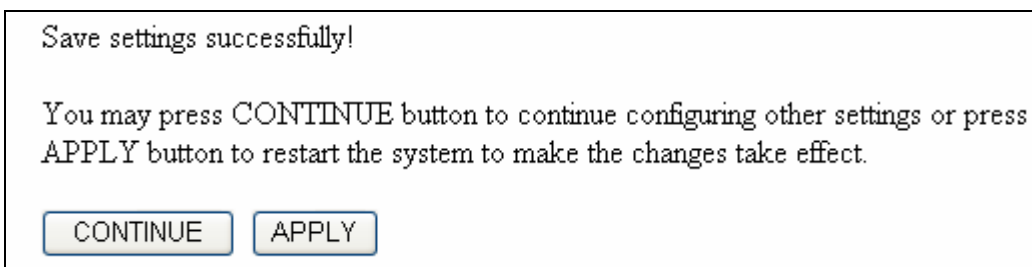 Save settings successfully!
You may press CONTINUE button to continue configuring other settings or press
APPLY button to restart the system to make the changes take effect.
CONTINUE APPLY